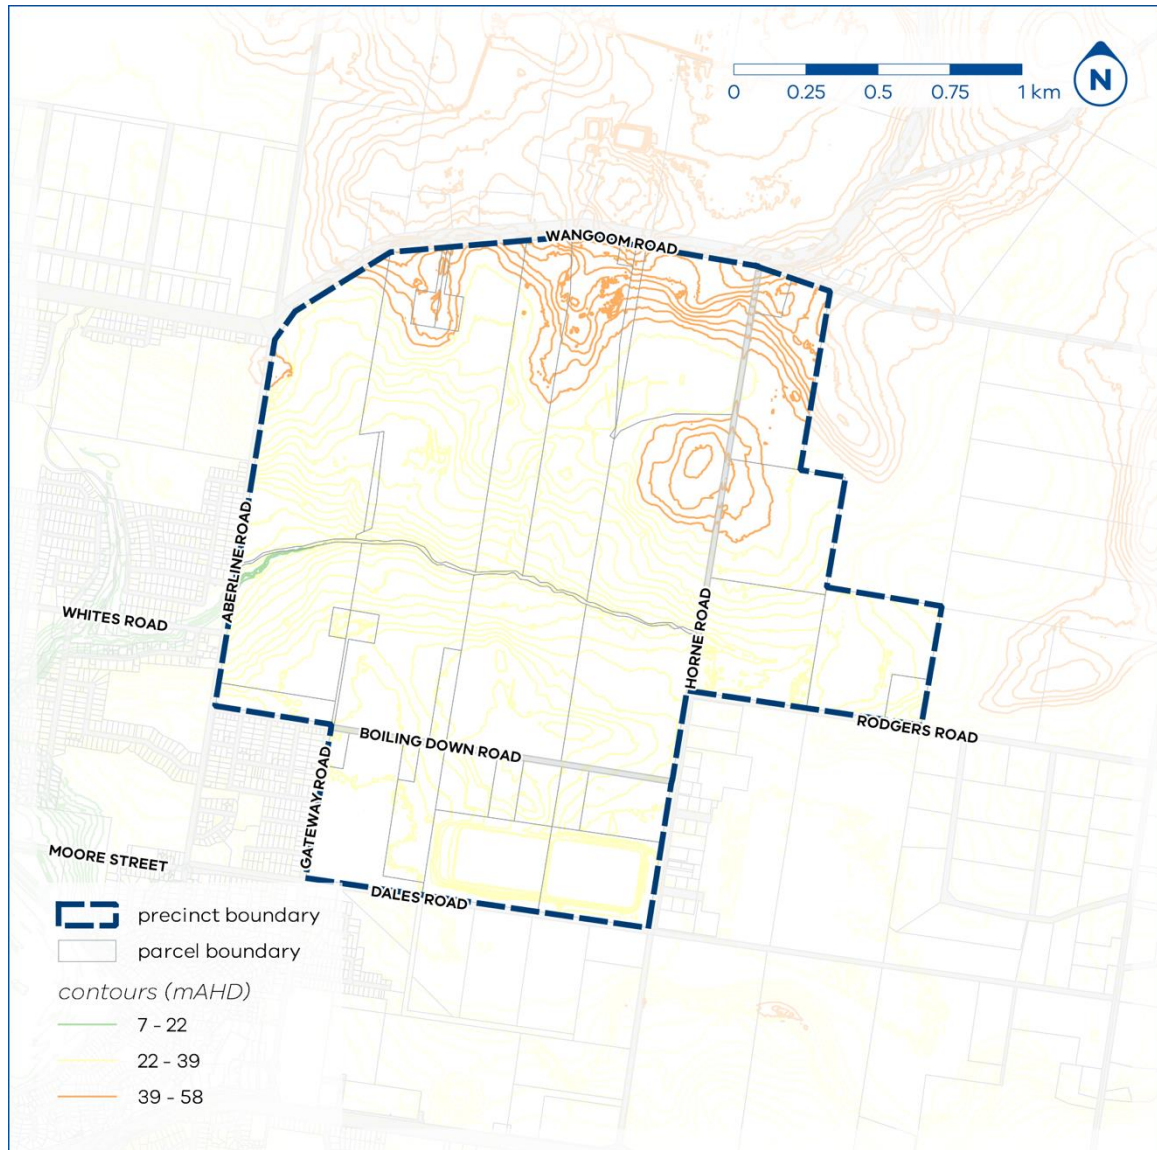 N
0 0.25 0.5 0.75 1 km
WANGOOM ROAD
ABERLINE ROAD
WHITES ROAD
HORNE ROAD
RODGERS ROAD
BOILING DOWN ROAD
GATEWAY ROAD
MOORE STREET
DALES ROAD
precinct boundary
parcel boundary
contours (mAHD)
7 - 22
22 - 39
39 - 58